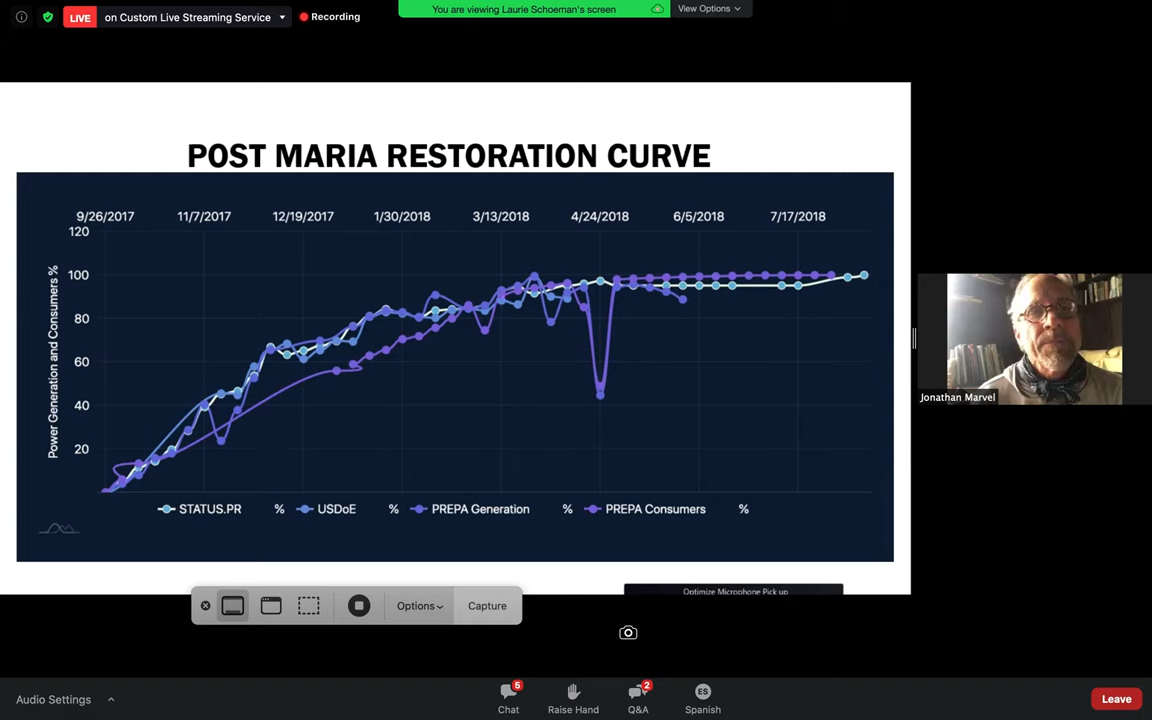 LIVE on Custom Live Streaming Service
Recording
You are viewing Laurie Schoeman's screen
View Options
POST MARIA RESTORATION CURVE
9/26/2017 11/7/2017 12/19/2017 1/30/2018 3/13/2018 4/24/2018 6/5/2018 7/17/2018
120
100
80
60
40
20
Power Generation and Consumers %
STATUS.PR % USDoE % PREPA Generation % PREPA Consumers %
Jonathan Marvel
Optimize Microphone Pick up
Options
Capture
Audio Settings
5
Chat
Raise Hand
2
Q&A
ES
Spanish
Leave